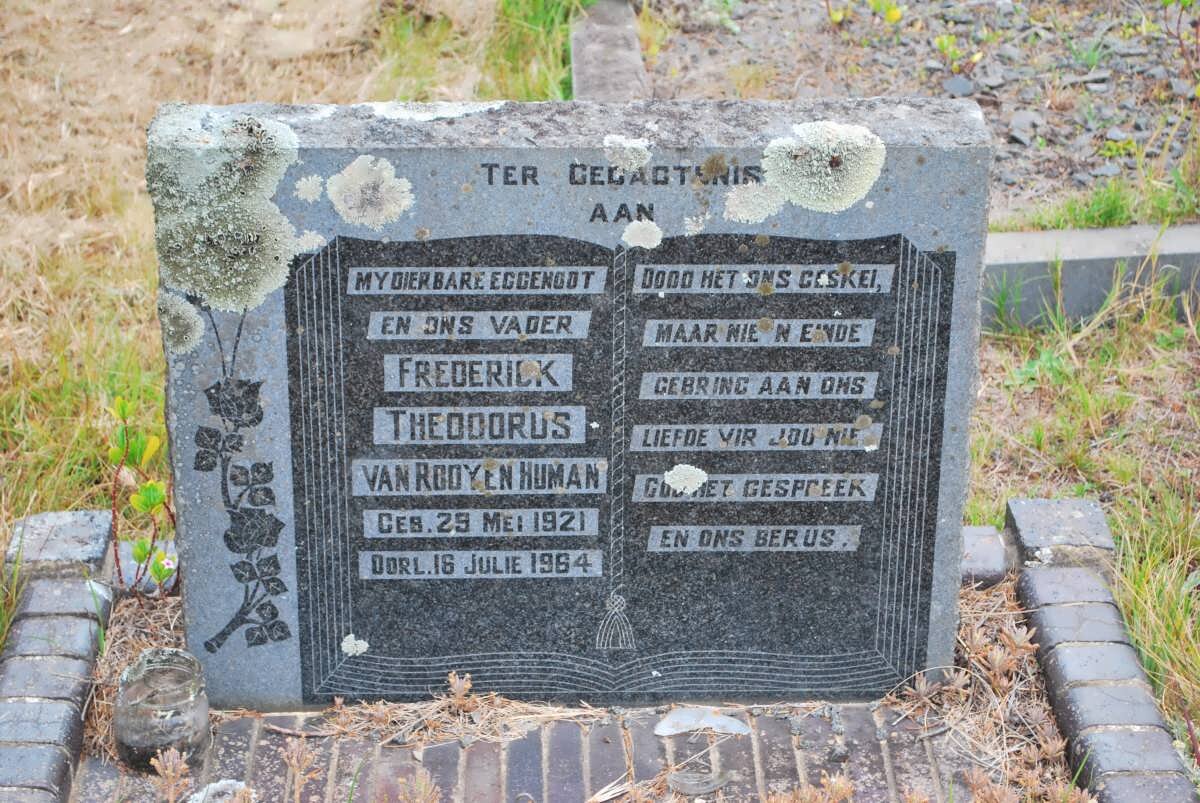 TER GEDAGTENIS
AAN
MY DIERBARE EGGENOOT
EN ONS VADER
FREDERICK
THEODORUS
VAN ROOYEN HUMAN
GEB. 29 MEI 1921
OORL. 16 JULIE 1964
DOOD HET ONS GESKEI,
MAAR NIE 'N EINDE
GEBRING AAN ONS
LIEFDE VIR JOU NIE.
GOD HET GESPREEK
EN ONS BERUS.